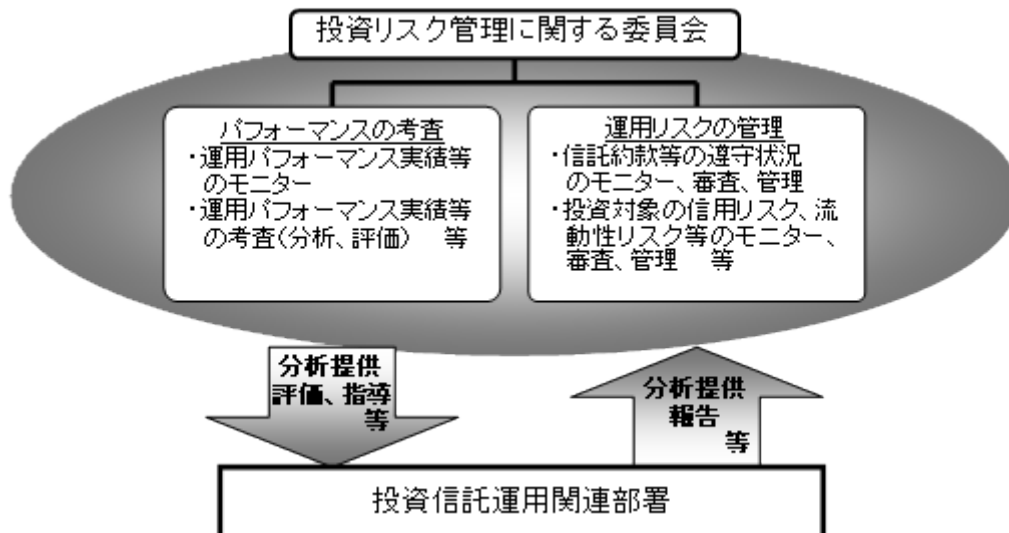 投資リスク管理に関する委員会
パフォーマンスの考査
・運用パフォーマンス実績等
のモニター
・運用パフォーマンス実績等
の考査(分析、評価) 等
運用リスクの管理
・信託約款等の遵守状況
のモニター、審査、管理
・投資対象の信用リスク、流
動性リスク等のモニター、
審査、管理 等
分析提供
評価、指導
等
分析提供
報告
等
投資信託運用関連部署